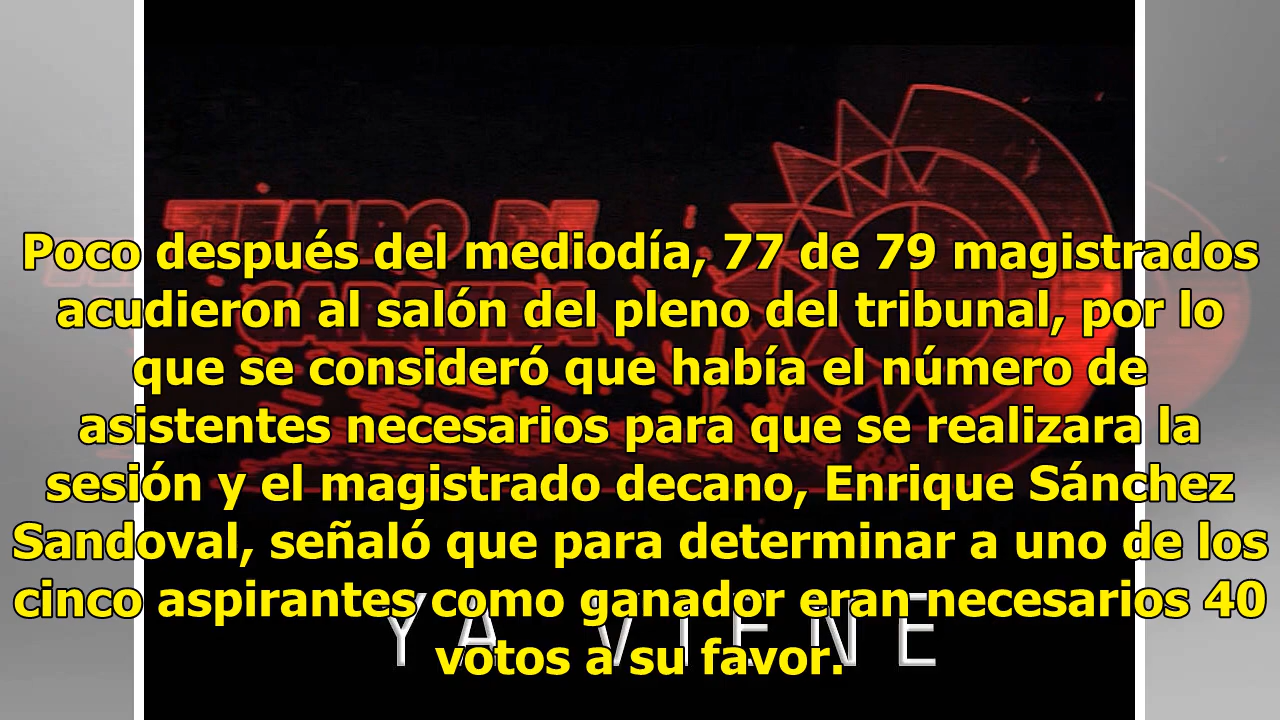 TIEMPO DE
CARRERA
Poco después del mediodía, 77 de 79 magistrados
acudieron al salón del pleno del tribunal, por lo
que se consideró que había el número de
asistentes necesarios para que se realizara la
sesión y el magistrado decano, Enrique Sánchez
Sandoval, señaló que para determinar a uno de los
cinco aspirantes como ganador eran necesarios 40
votos a su favor.
YA VIENE